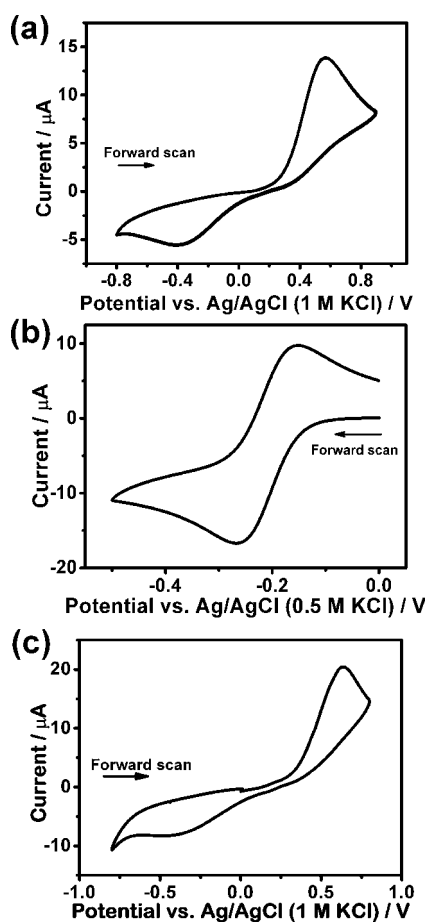 (a)
15
10
5
0
-5
Current / μA
Forward scan
-0.8 -0.4 0.0 0.4 0.8
Potential vs. Ag/AgCl (1 M KCl) / V
(b)
10
0
-10
-20
Current / μA
Forward scan
-0.4 -0.2 0.0
Potential vs. Ag/AgCl (0.5 M KCl) / V
(c)
20
10
0
-10
Current / μA
Forward scan
-1.0 -0.5 0.0 0.5 1.0
Potential vs. Ag/AgCl (1 M KCl) / V